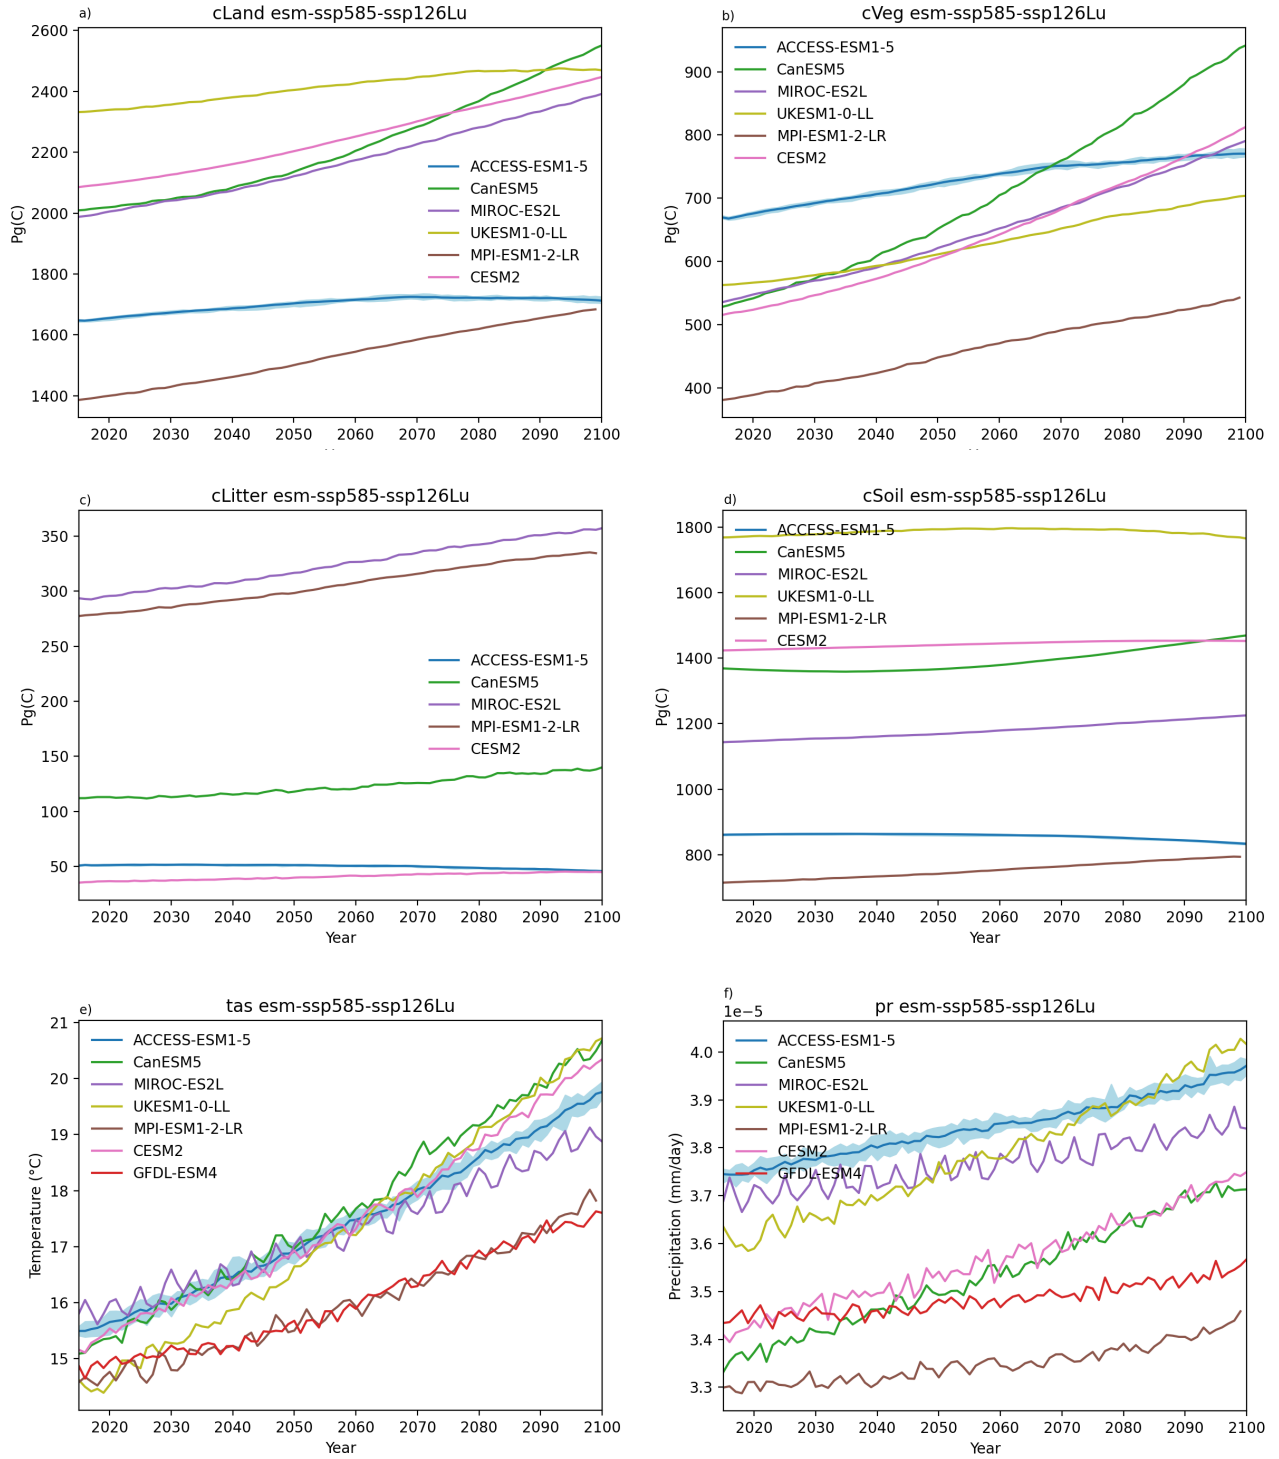 a)
cLand esm-ssp585-ssp126Lu
2600
2400
2200
2000
1800
1600
1400
Pg(C)
ACCESS-ESM1-5
CanESM5
MIROC-ES2L
UKESM1-0-LL
MPI-ESM1-2-LR
CESM2
2020 2030 2040 2050 2060 2070 2080 2090 2100
b)
cVeg esm-ssp585-ssp126Lu
900
800
700
600
500
400
Pg(C)
ACCESS-ESM1-5
CanESM5
MIROC-ES2L
UKESM1-0-LL
MPI-ESM1-2-LR
CESM2
2020 2030 2040 2050 2060 2070 2080 2090 2100
c)
cLitter esm-ssp585-ssp126Lu
350
300
250
200
150
100
50
Pg(C)
ACCESS-ESM1-5
CanESM5
MIROC-ES2L
MPI-ESM1-2-LR
CESM2
2020 2030 2040 2050 2060 2070 2080 2090 2100
Year
d)
cSoil esm-ssp585-ssp126Lu
1800
1600
1400
1200
1000
800
Pg(C)
ACCESS-ESM1-5
CanESM5
MIROC-ES2L
UKESM1-0-LL
MPI-ESM1-2-LR
CESM2
2020 2030 2040 2050 2060 2070 2080 2090 2100
Year
e)
tas esm-ssp585-ssp126Lu
21
20
19
18
17
16
15
Temperature (°C)
ACCESS-ESM1-5
CanESM5
MIROC-ES2L
UKESM1-0-LL
MPI-ESM1-2-LR
CESM2
GFDL-ESM4
2020 2030 2040 2050 2060 2070 2080 2090 2100
Year
f)
1e−5
pr esm-ssp585-ssp126Lu
4.0
3.9
3.8
3.7
3.6
3.5
3.4
3.3
Precipitation (mm/day)
ACCESS-ESM1-5
CanESM5
MIROC-ES2L
UKESM1-0-LL
MPI-ESM1-2-LR
CESM2
GFDL-ESM4
2020 2030 2040 2050 2060 2070 2080 2090 2100
Year